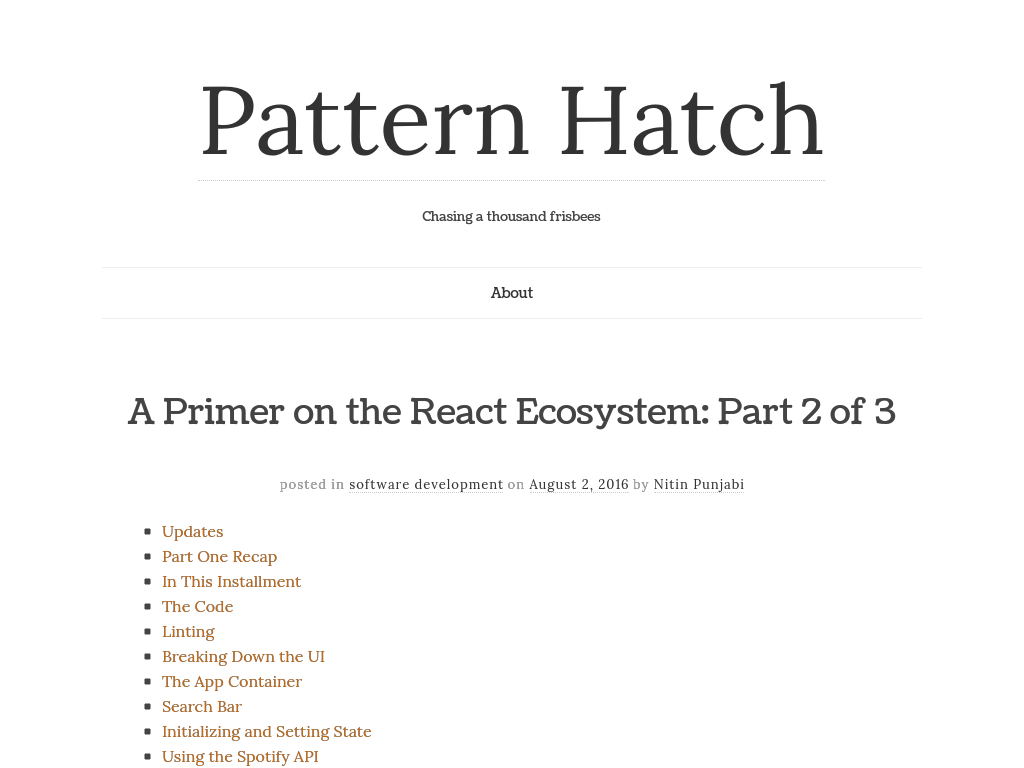 Pattern Hatch
Chasing a thousand frisbees
About
A Primer on the React Ecosystem: Part 2 of 3
posted in software development on August 2, 2016 by Nitin Punjabi
Updates
Part One Recap
In This Installment
The Code
Linting
Breaking Down the UI
The App Container
Search Bar
Initializing and Setting State
Using the Spotify API